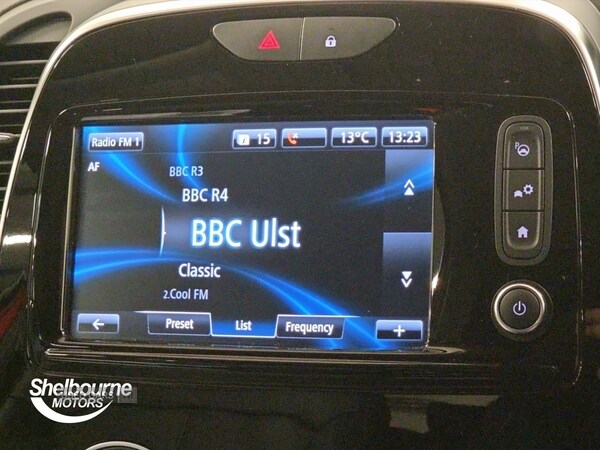 Radio FM 1
15
13°C
13:23
AF
BBC R3
BBC R4
BBC Ulst
Classic
2.Cool FM
Preset
List
Frequency
+
P
Shelbourne
MOTORS